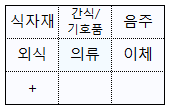 식자재 간식/기호품 음주
외식 의류 이체
+